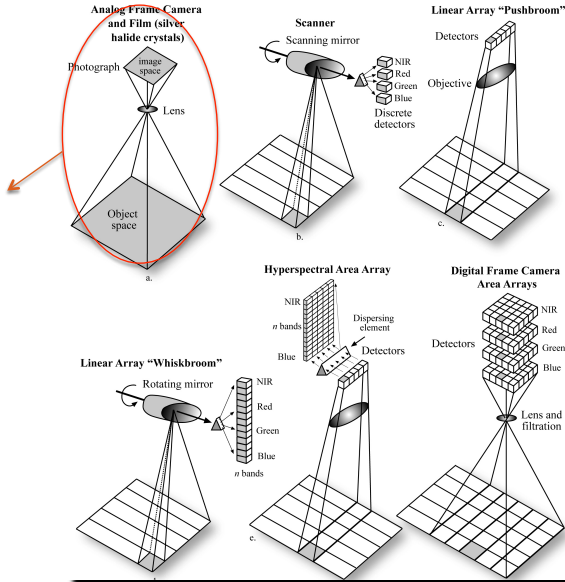 Analog Frame Camera
and Film (silver
halide crystals)
Photograph
image
space
Lens
Object
space
a.
Scanner
Scanning mirror
NIR
Red
Green
Blue
Discrete
detectors
b.
Linear Array “Pushbroom”
Detectors
Objective
c.
Linear Array “Whiskbroom”
Rotating mirror
NIR
Red
Green
Blue
n bands
Hyperspectral Area Array
NIR
n bands
Blue
Dispersing
element
Detectors
e.
Digital Frame Camera
Area Arrays
NIR
Red
Green
Blue
Detectors
Lens and
filtration